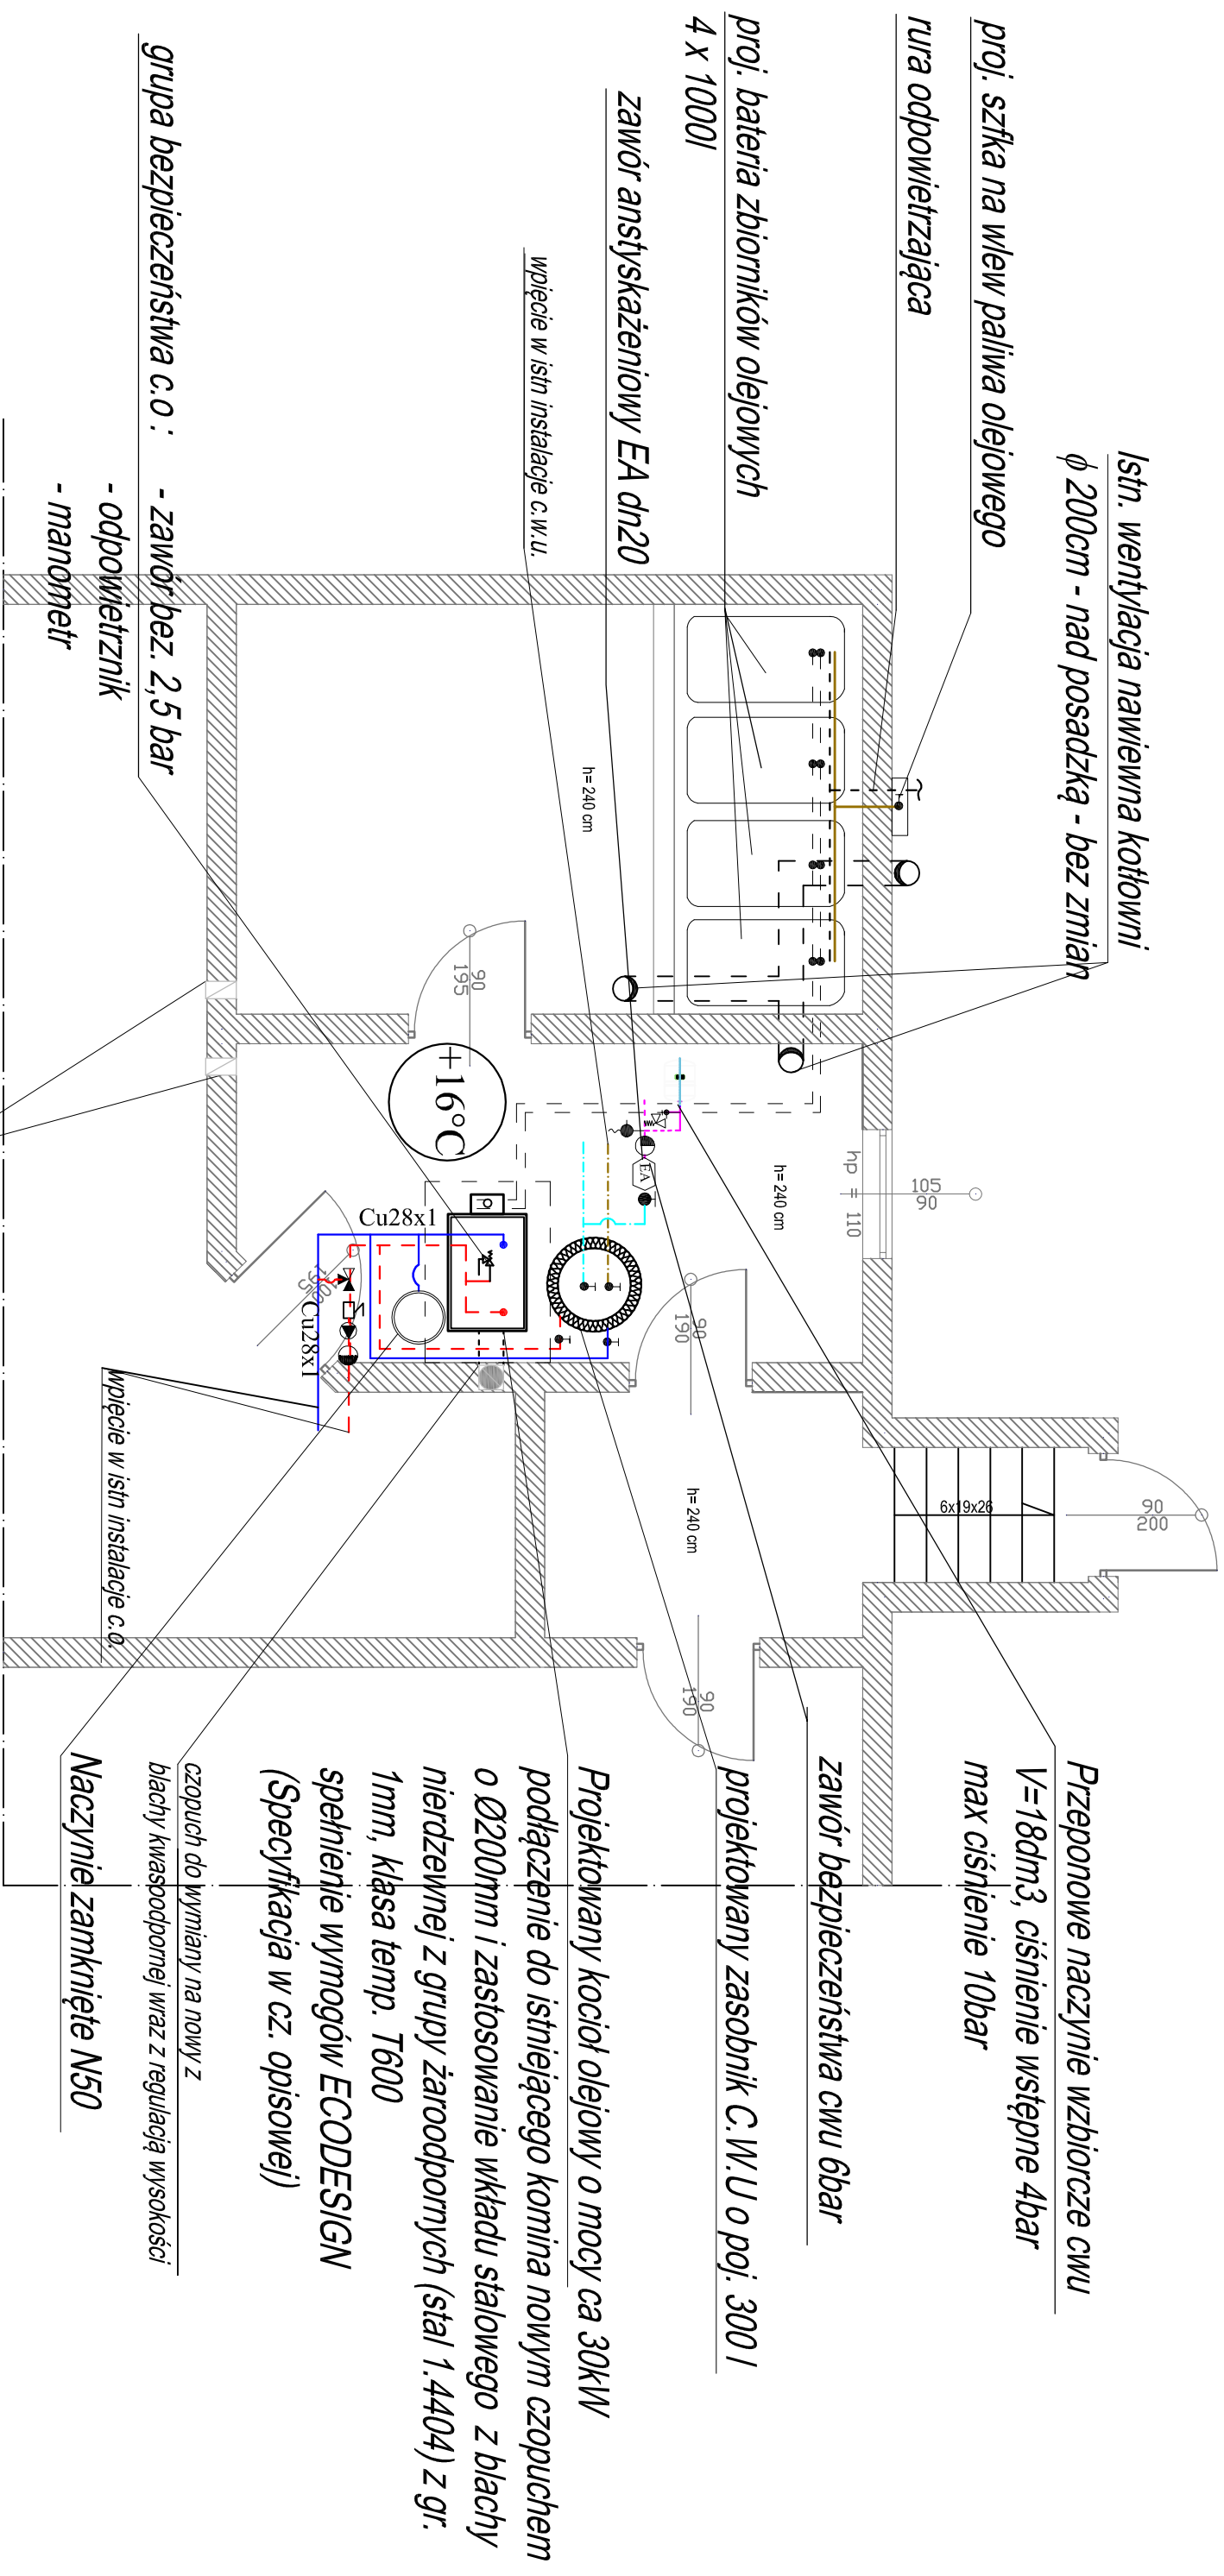 Istn. wentylacja nawiewna kotłowni
ϕ 200cm - nad posadzką - bez zmian
proj. szfka na wlew paliwa olejowego
rura odpowietrzająca
proj. bateria zbiorników olejowych
4 x 1000l
zawór anstyskażeniowy EA dn20
wpięcie w istn instalacje c.w.u.
grupa bezpieczeństwa c.o :
- zawór bez. 2,5 bar
- odpowietrznik
- manometr
h= 240 cm
90
195
+16°C
EA
h= 240 cm
hp = 110
105
90
Cu28x1
100
195
Cu28x1
90
190
h= 240 cm
6x19x26
90
200
90
190
wpięcie w istn instalacje c.o.
Przeponowe naczynie wzbiorcze cwu
V=18dm3, ciśnienie wstępne 4bar
max ciśnienie 10bar
zawór bezpieczeństwa cwu 6bar
projektowany zasobnik C.W.U o poj. 300 l
Projektowany kocioł olejowy o mocy ca 30kW
podłączenie do istniejącego komina nowym czopuchem
o Ø200mm i zastosowanie wkładu stalowego z blachy
nierdzewnej z grupy żaroodpornych (stal 1.4404) z gr.
1mm, klasa temp. T600
spełnienie wymogów ECODESIGN
(Specyfikacja w cz. opisowej)
czopuch do wymiany na nowy z
blachy kwasoodpornej wraz z regulacją wysokości
Naczynie zamknięte N50